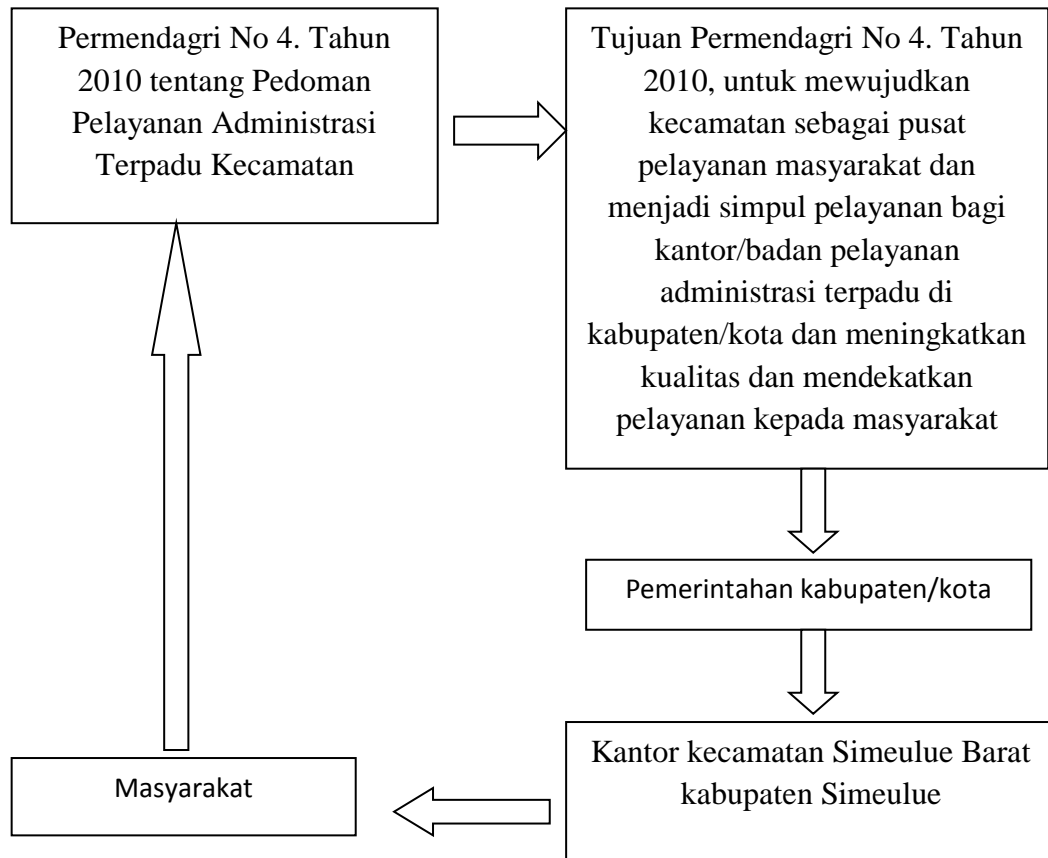 Permendagri No 4. Tahun
2010 tentang Pedoman
Pelayanan Administrasi
Terpadu Kecamatan
Tujuan Permendagri No 4. Tahun
2010, untuk mewujudkan
kecamatan sebagai pusat
pelayanan masyarakat dan
menjadi simpul pelayanan bagi
kantor/badan pelayanan
administrasi terpadu di
kabupaten/kota dan meningkatkan
kualitas dan mendekatkan
pelayanan kepada masyarakat
Pemerintahan kabupaten/kota
Kantor kecamatan Simeulue Barat
kabupaten Simeulue
Masyarakat